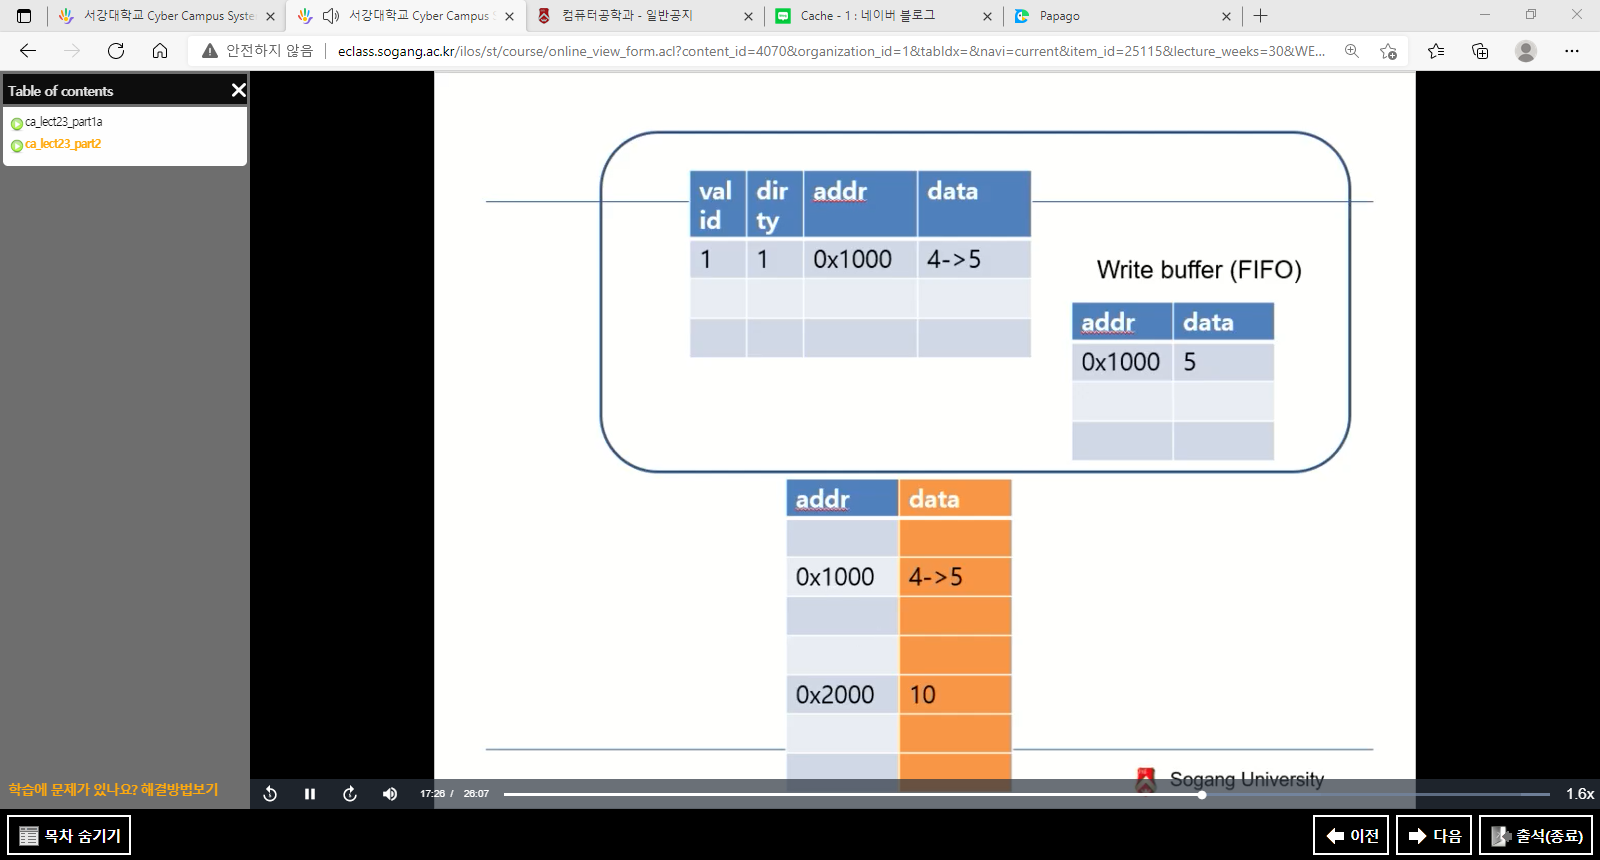 서강대학교 Cyber Campus Syste
서강대학교 Cyber Campus S
컴퓨터공학과 - 일반공지
Cache - 1 : 네이버 블로그
Papago
안전하지 않음
eclass.sogang.ac.kr/ilos/st/course/online_view_form.acl?content_id=4070&organization_id=1&tabIdx=&navi=current&item_id=25115&lecture_weeks=30&WE...
Table of contents
ca_lect23_part1a
ca_lect23_part2
val id dir ty addr data
1 1 0x1000 4->5
Write buffer (FIFO)
addr data
0x1000 5
addr data
0x1000 4->5
0x2000 10
Sogang University
학습에 문제가 있나요? 해결방법보기
17:26 / 26:07
1.6x
목차 숨기기
이전
다음
출석(종료)